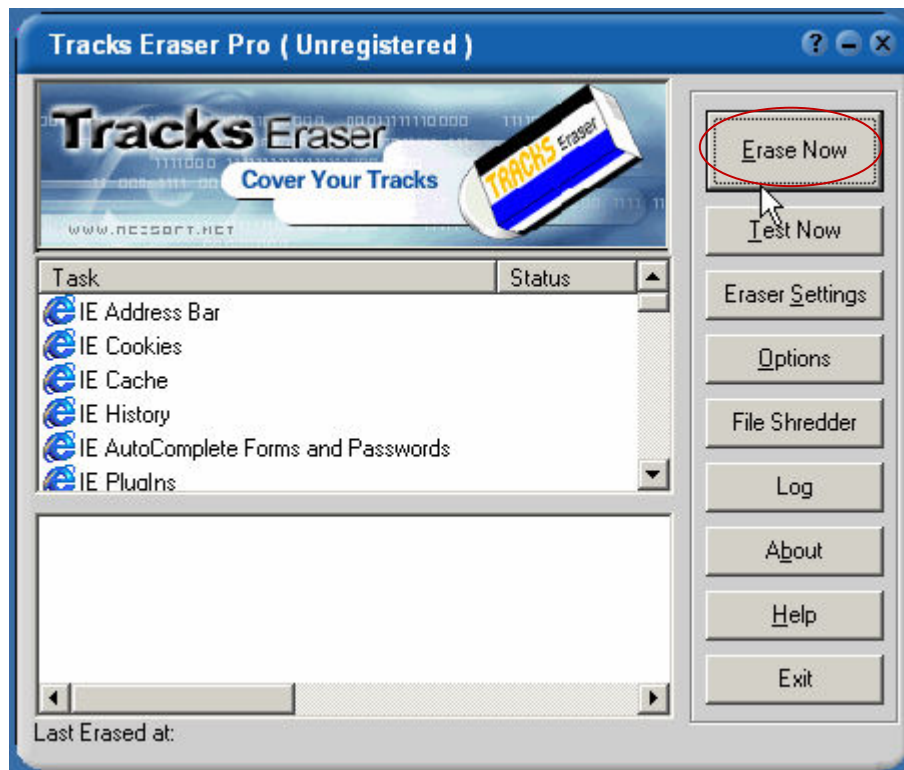 Tracks Eraser Pro ( Unregistered )
Tracks Eraser
Cover Your Tracks
TRACKS Eraser
www.acesoft.net
Task Status
IE Address Bar
IE Cookies
IE Cache
IE History
IE AutoComplete Forms and Passwords
IE PlugIns
Last Erased at:
Erase Now
Test Now
Eraser Settings
Options
File Shredder
Log
About
Help
Exit